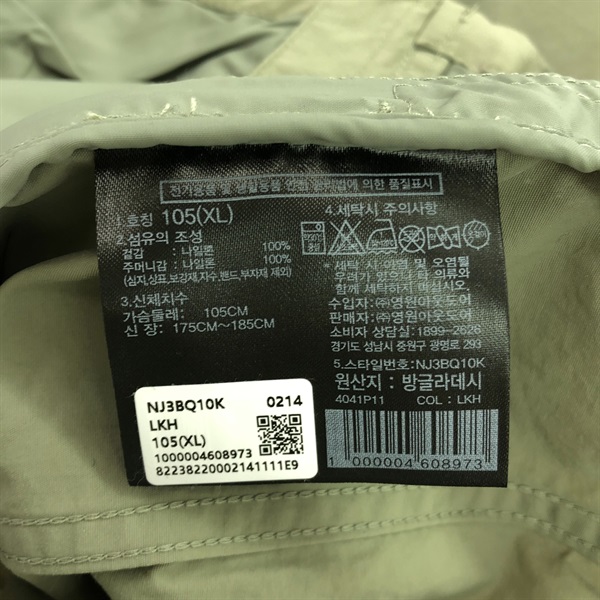 전기용품 및 생활용품 안전 관리법에 의한 품질표시
1.호칭 105(XL)
2.섬유의 조성
겉감 : 나일론 100%
주머니감 : 나일론 100%
(심지,상표,보강재,자수,밴드,부자재 제외)
3.신체치수
가슴둘레 : 105CM
신 장 : 175CM~185CM
4.세탁시 주의사항
* 세탁 시
및 오염될
우려가 있으니 다 의류와
함께 세탁하지 마십시오.
수입자 : (주)영원아웃도어
판매자 : (주)영원아웃도어
소비자 상담실: 1899-2626
경기도 성남시 중원구 광명로 293
5.스타일번호: NJ3BQ10K
원산지 : 방글라데시
4041P11 COL : LKH
1 000004 608973
NJ3BQ10K 0214
LKH
105(XL)
1000004608973
82238220002141111E9